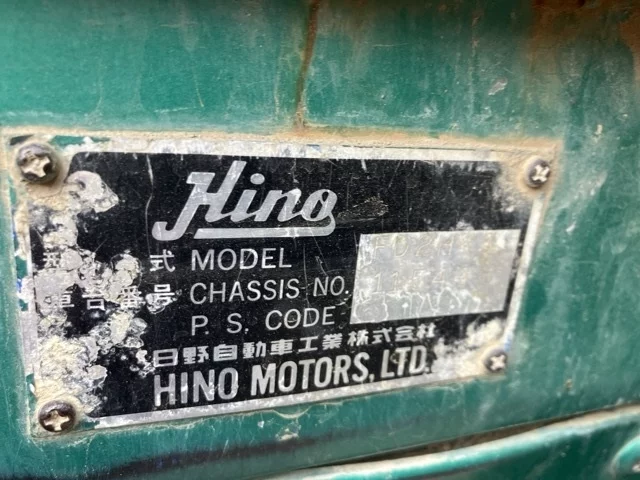 Hino
型 式 MODEL
車台番号 CHASSIS NO.
P. S. CODE
日野自動車工業株式会社
HINO MOTORS, LTD.